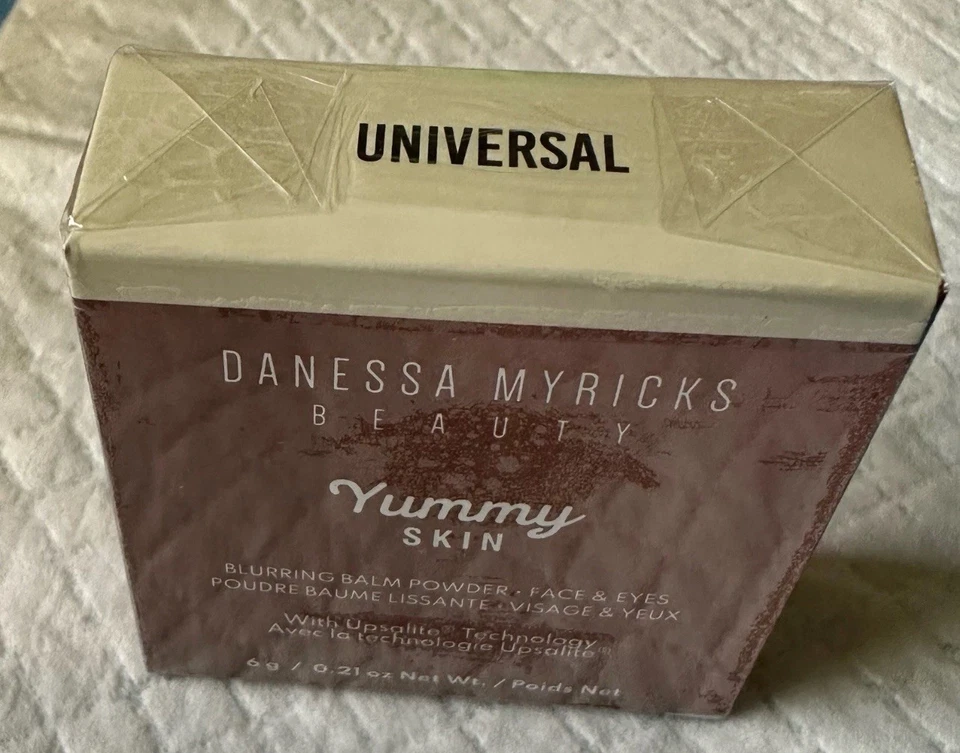 UNIVERSAL
DANESSA MYRICKS
BEAUTY
Yummy
SKIN
BLURRING BALM POWDER • FACE & EYES
POUDRE BAUME LISSANTE • VISAGE & YEUX
With Upsalite® Technology
Avec la technologie Upsalite®
6 g / 0.21 oz Net Wt. / Poids Net